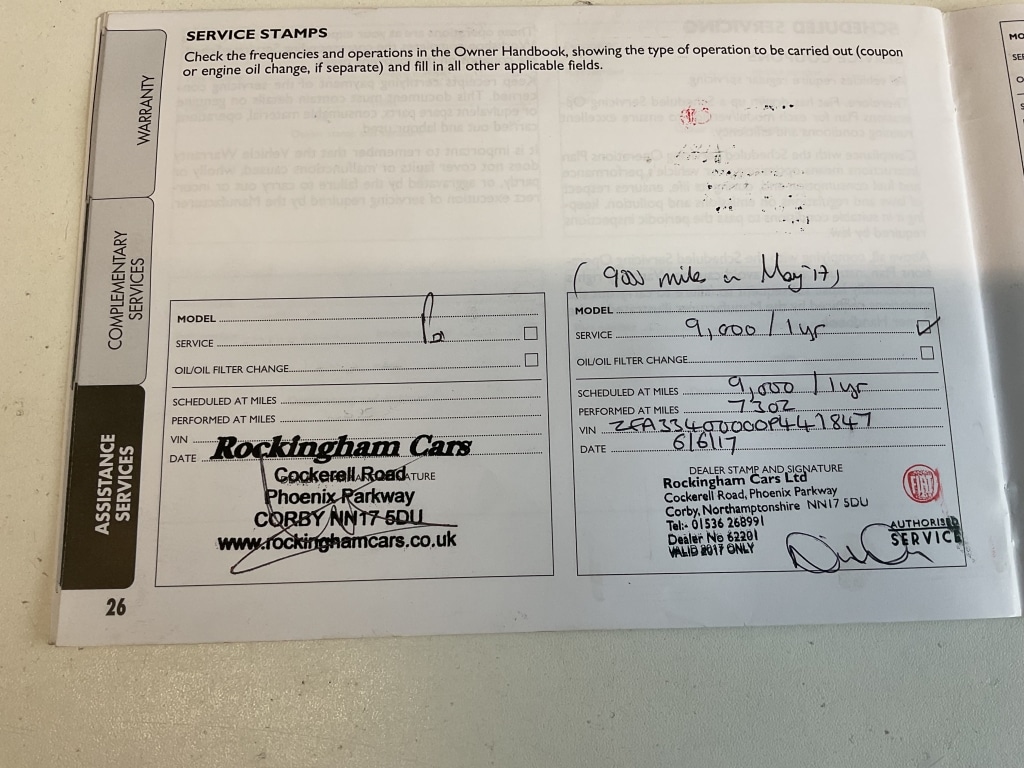 SERVICE STAMPS
Check the frequencies and operations in the Owner Handbook, showing the type of operation to be carried out (coupon
or engine oil change, if separate) and fill in all other applicable fields.
WARRANTY
COMPLEMENTARY
SERVICES
ASSISTANCE
SERVICES
MODEL
SERVICE
OIL/OIL FILTER CHANGE
SCHEDULED AT MILES
PERFORMED AT MILES
VIN
DATE
Rockingham Cars
Cockerell Road
Phoenix Parkway
CORBY NN17 5DU
www.rockinghamcars.co.uk
(9000 mile in May '17)
MODEL
SERVICE 9,000 / 1 yr
OIL/OIL FILTER CHANGE
SCHEDULED AT MILES 9,000 / 1yr
PERFORMED AT MILES 7302
VIN ZFA33400000P447847
DATE 6/6/17
DEALER STAMP AND SIGNATURE
Rockingham Cars Ltd
Cockerell Road, Phoenix Parkway
Corby, Northamptonshire NN17 5DU
Tel:- 01536 268991
Dealer No 62201
VALID 2017 ONLY
FIAT
AUTHORISED
SERVICE
26